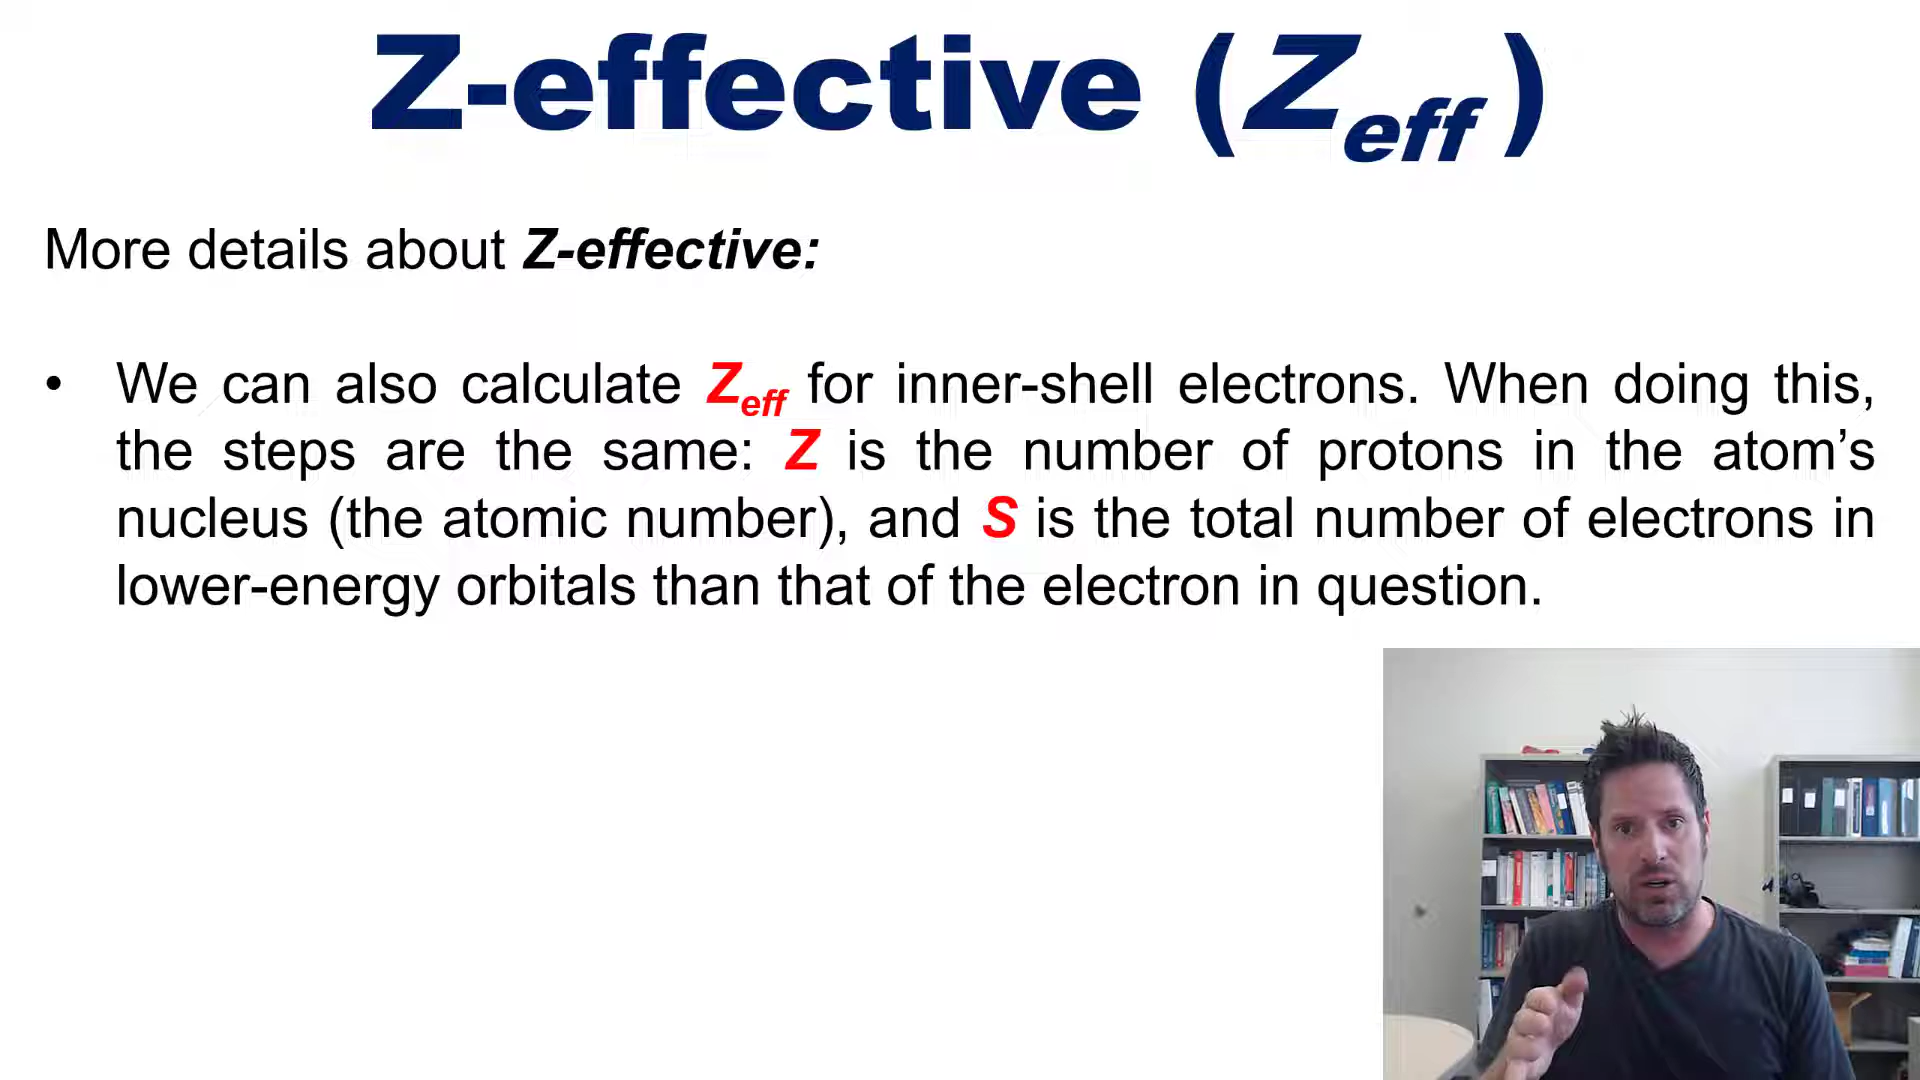 Z-effective (Zeff )
More details about Z-effective:
• We can also calculate Zeff for inner-shell electrons. When doing this,
the steps are the same: Z is the number of protons in the atom’s
nucleus (the atomic number), and S is the total number of electrons in
lower-energy orbitals than that of the electron in question.